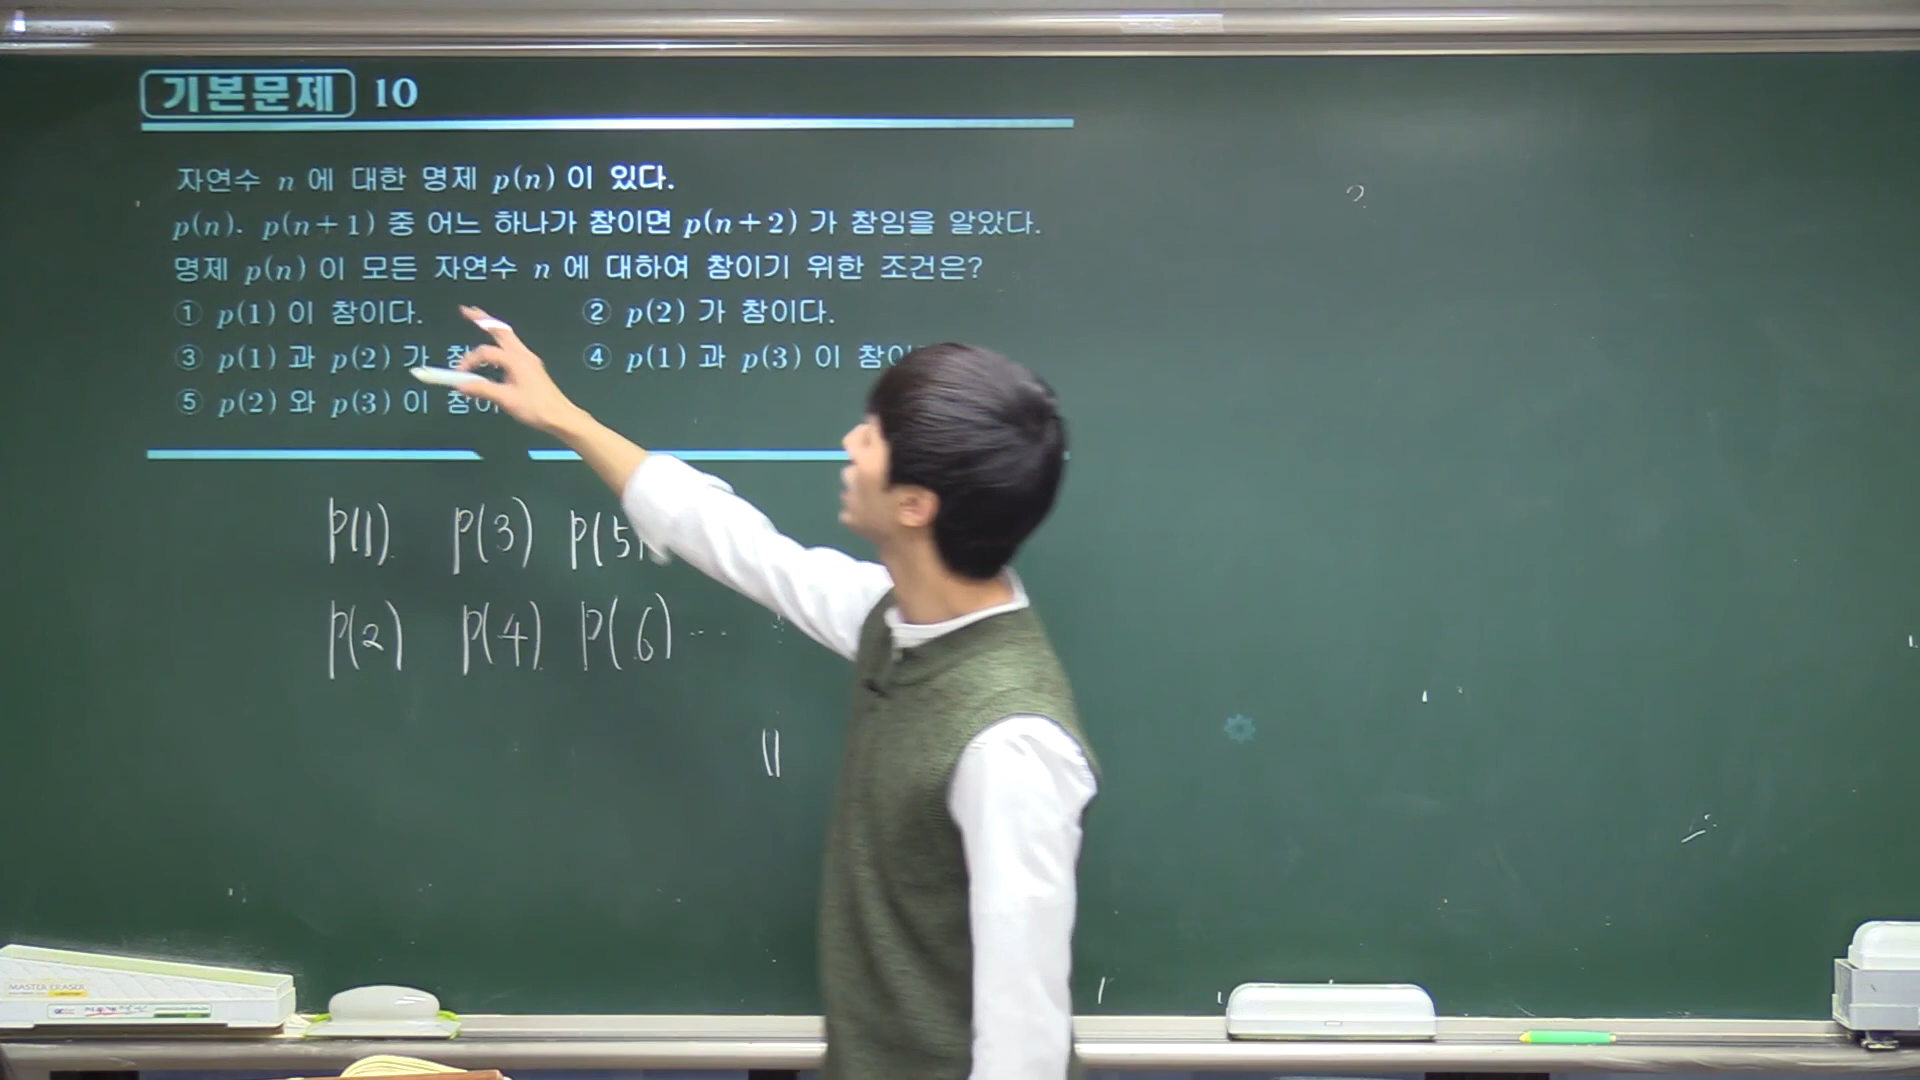 기본문제 10
자연수 n 에 대한 명제 p(n) 이 있다.
p(n), p(n+1) 중 어느 하나가 참이면 p(n+2) 가 참임을 알았다.
명제 p(n) 이 모든 자연수 n 에 대하여 참이기 위한 조건은?
① p(1) 이 참이다. ② p(2) 가 참이다.
③ p(1) 과 p(2) 가 ④ p(1) 과 p(3) 이
⑤ p(2) 와 p(3) 이
p(1) p(3) p(5
p(2) p(4) p(6) ...
MASTER ERASER